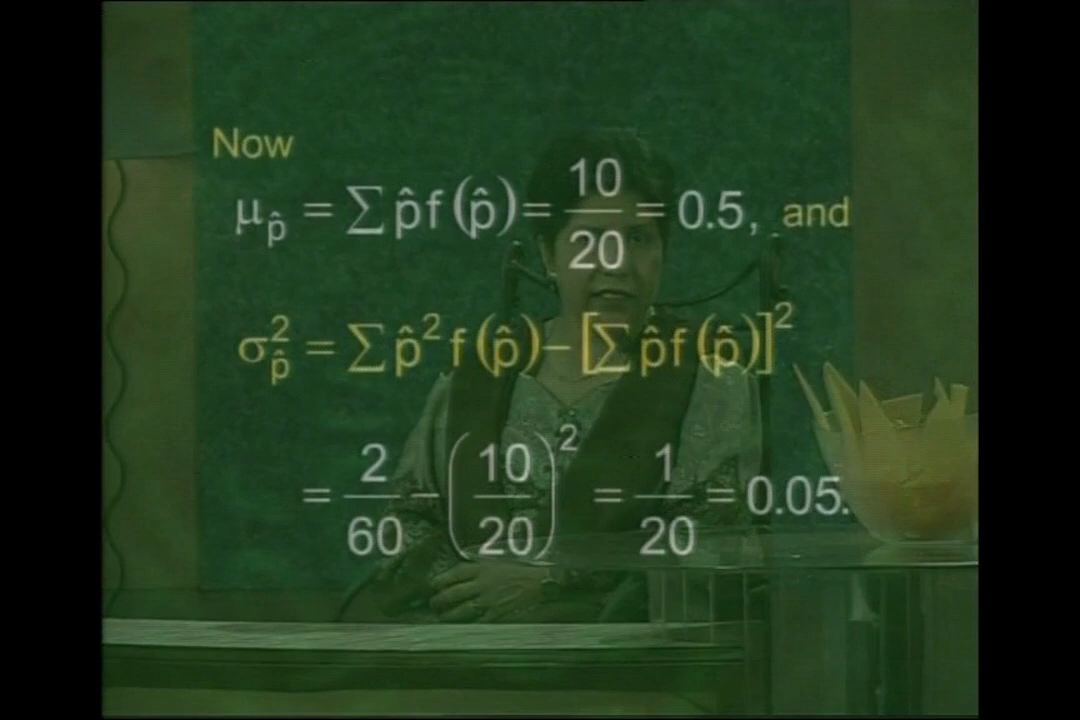 Now
μ_p̂ = ∑ p̂ f (p̂) = 10/20 = 0.5, and
σ²_p̂ = ∑ p̂² f (p̂) − [∑ p̂ f (p̂)]²
= 2/60 − (10/20)² = 1/20 = 0.05.